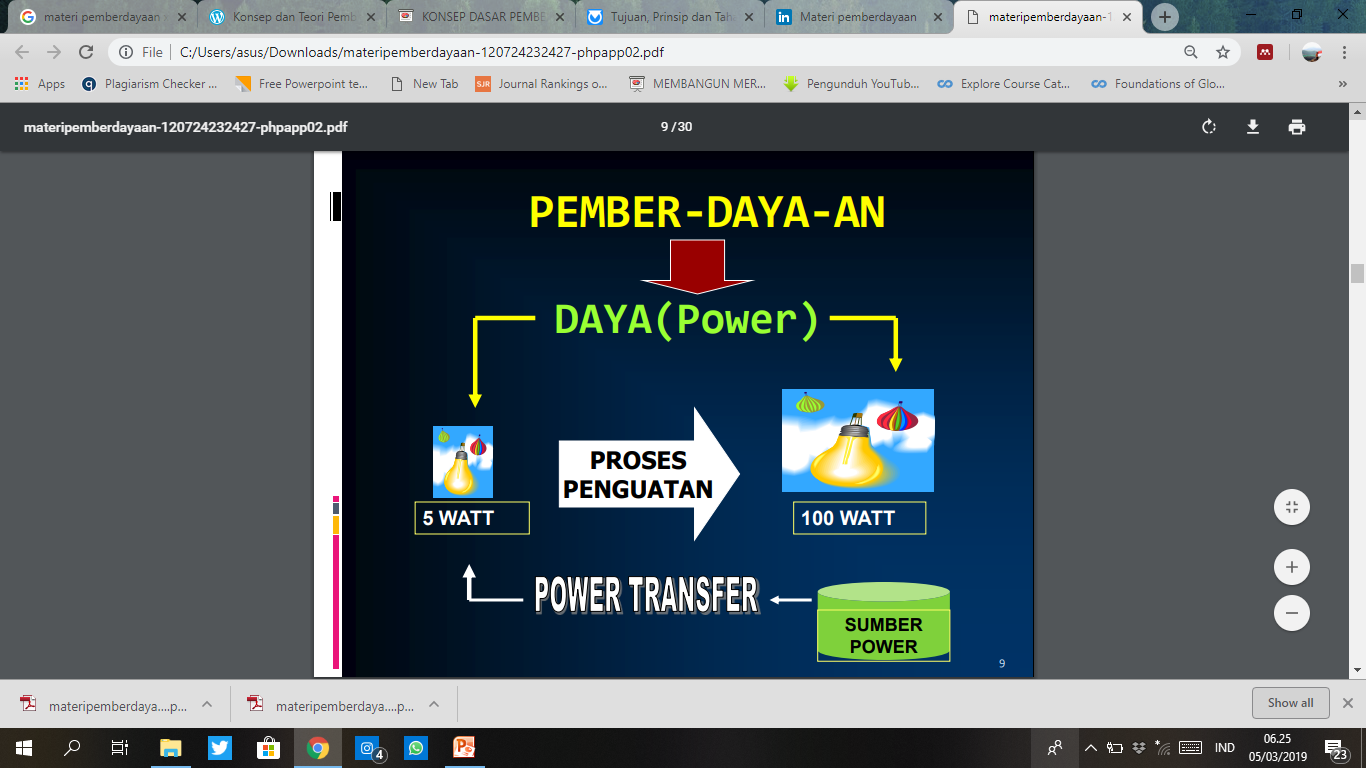 materi pemberdayaan
Konsep dan Teori Pemb
KONSEP DASAR PEMBE
Tujuan, Prinsip dan Tah
Materi pemberdayaan
materipemberdayaan-1
File
C:/Users/asus/Downloads/materipemberdayaan-120724232427-phpapp02.pdf
Apps
Plagiarism Checker ...
Free Powerpoint te...
New Tab
SJR
Journal Rankings o...
MEMBANGUN MER...
Pengunduh YouTub...
Explore Course Cat...
Foundations of Glo...
»
materipemberdayaan-120724232427-phpapp02.pdf
9 / 30
PEMBER-DAYA-AN
DAYA(Power)
PROSES
PENGUATAN
5 WATT
100 WATT
POWER TRANSFER
SUMBER
POWER
9
materipemberdaya....p...
materipemberdaya....p...
Show all
4
IND
06.25
05/03/2019
23